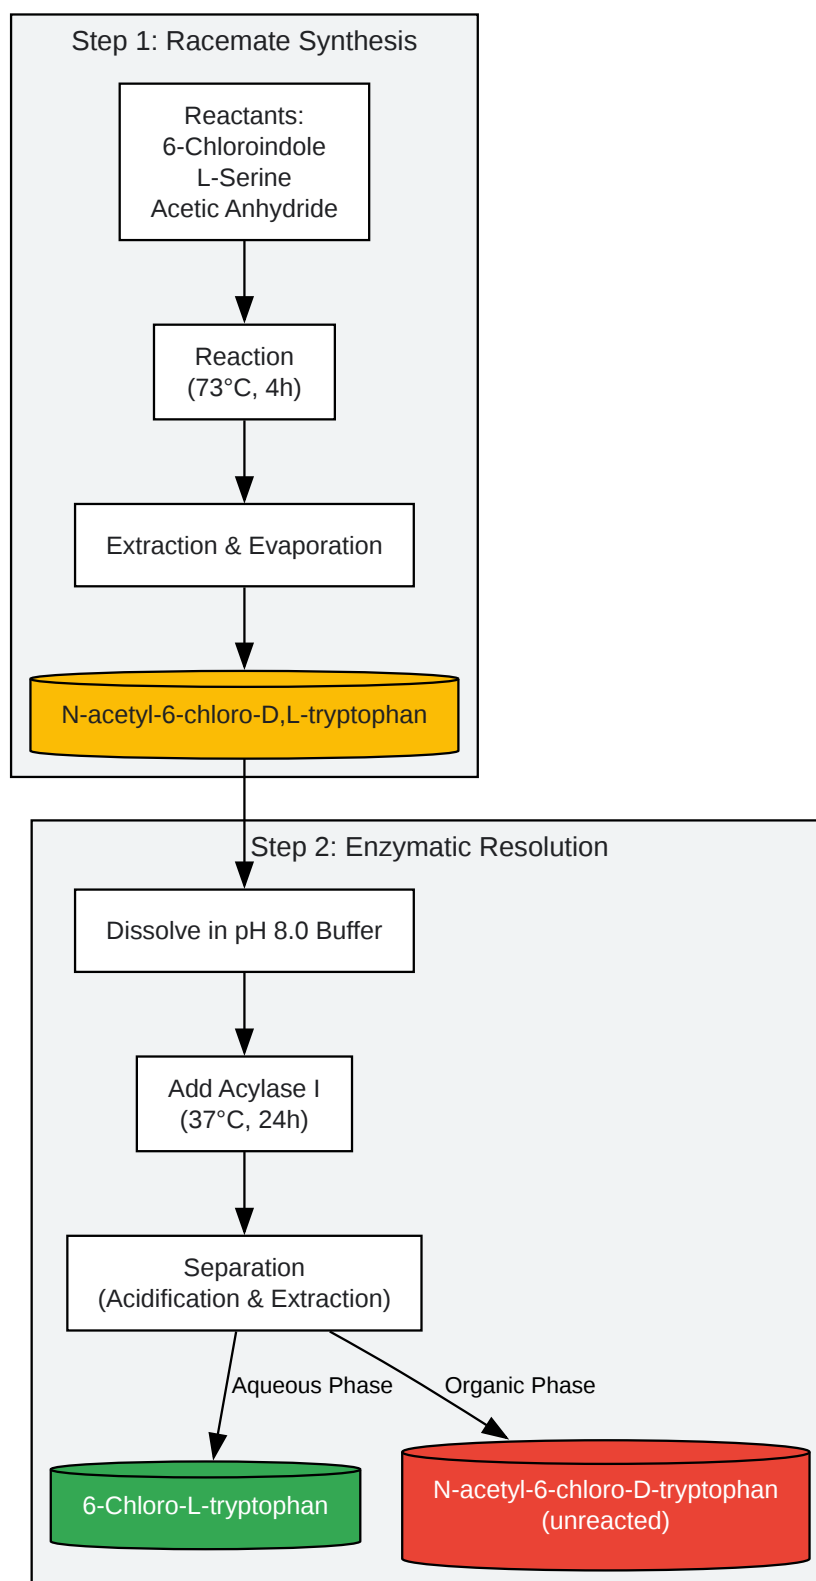 Step 1: Racemate Synthesis
Reactants:
6-Chloroindole
L-Serine
Acetic Anhydride
Reaction
(73°C, 4h)
Extraction & Evaporation
N-acetyl-6-chloro-D,L-tryptophan
Step 2: Enzymatic Resolution
Dissolve in pH 8.0 Buffer
Add Acylase I
(37°C, 24h)
Separation
(Acidification & Extraction)
Aqueous Phase
Organic Phase
6-Chloro-L-tryptophan
N-acetyl-6-chloro-D-tryptophan
(unreacted)